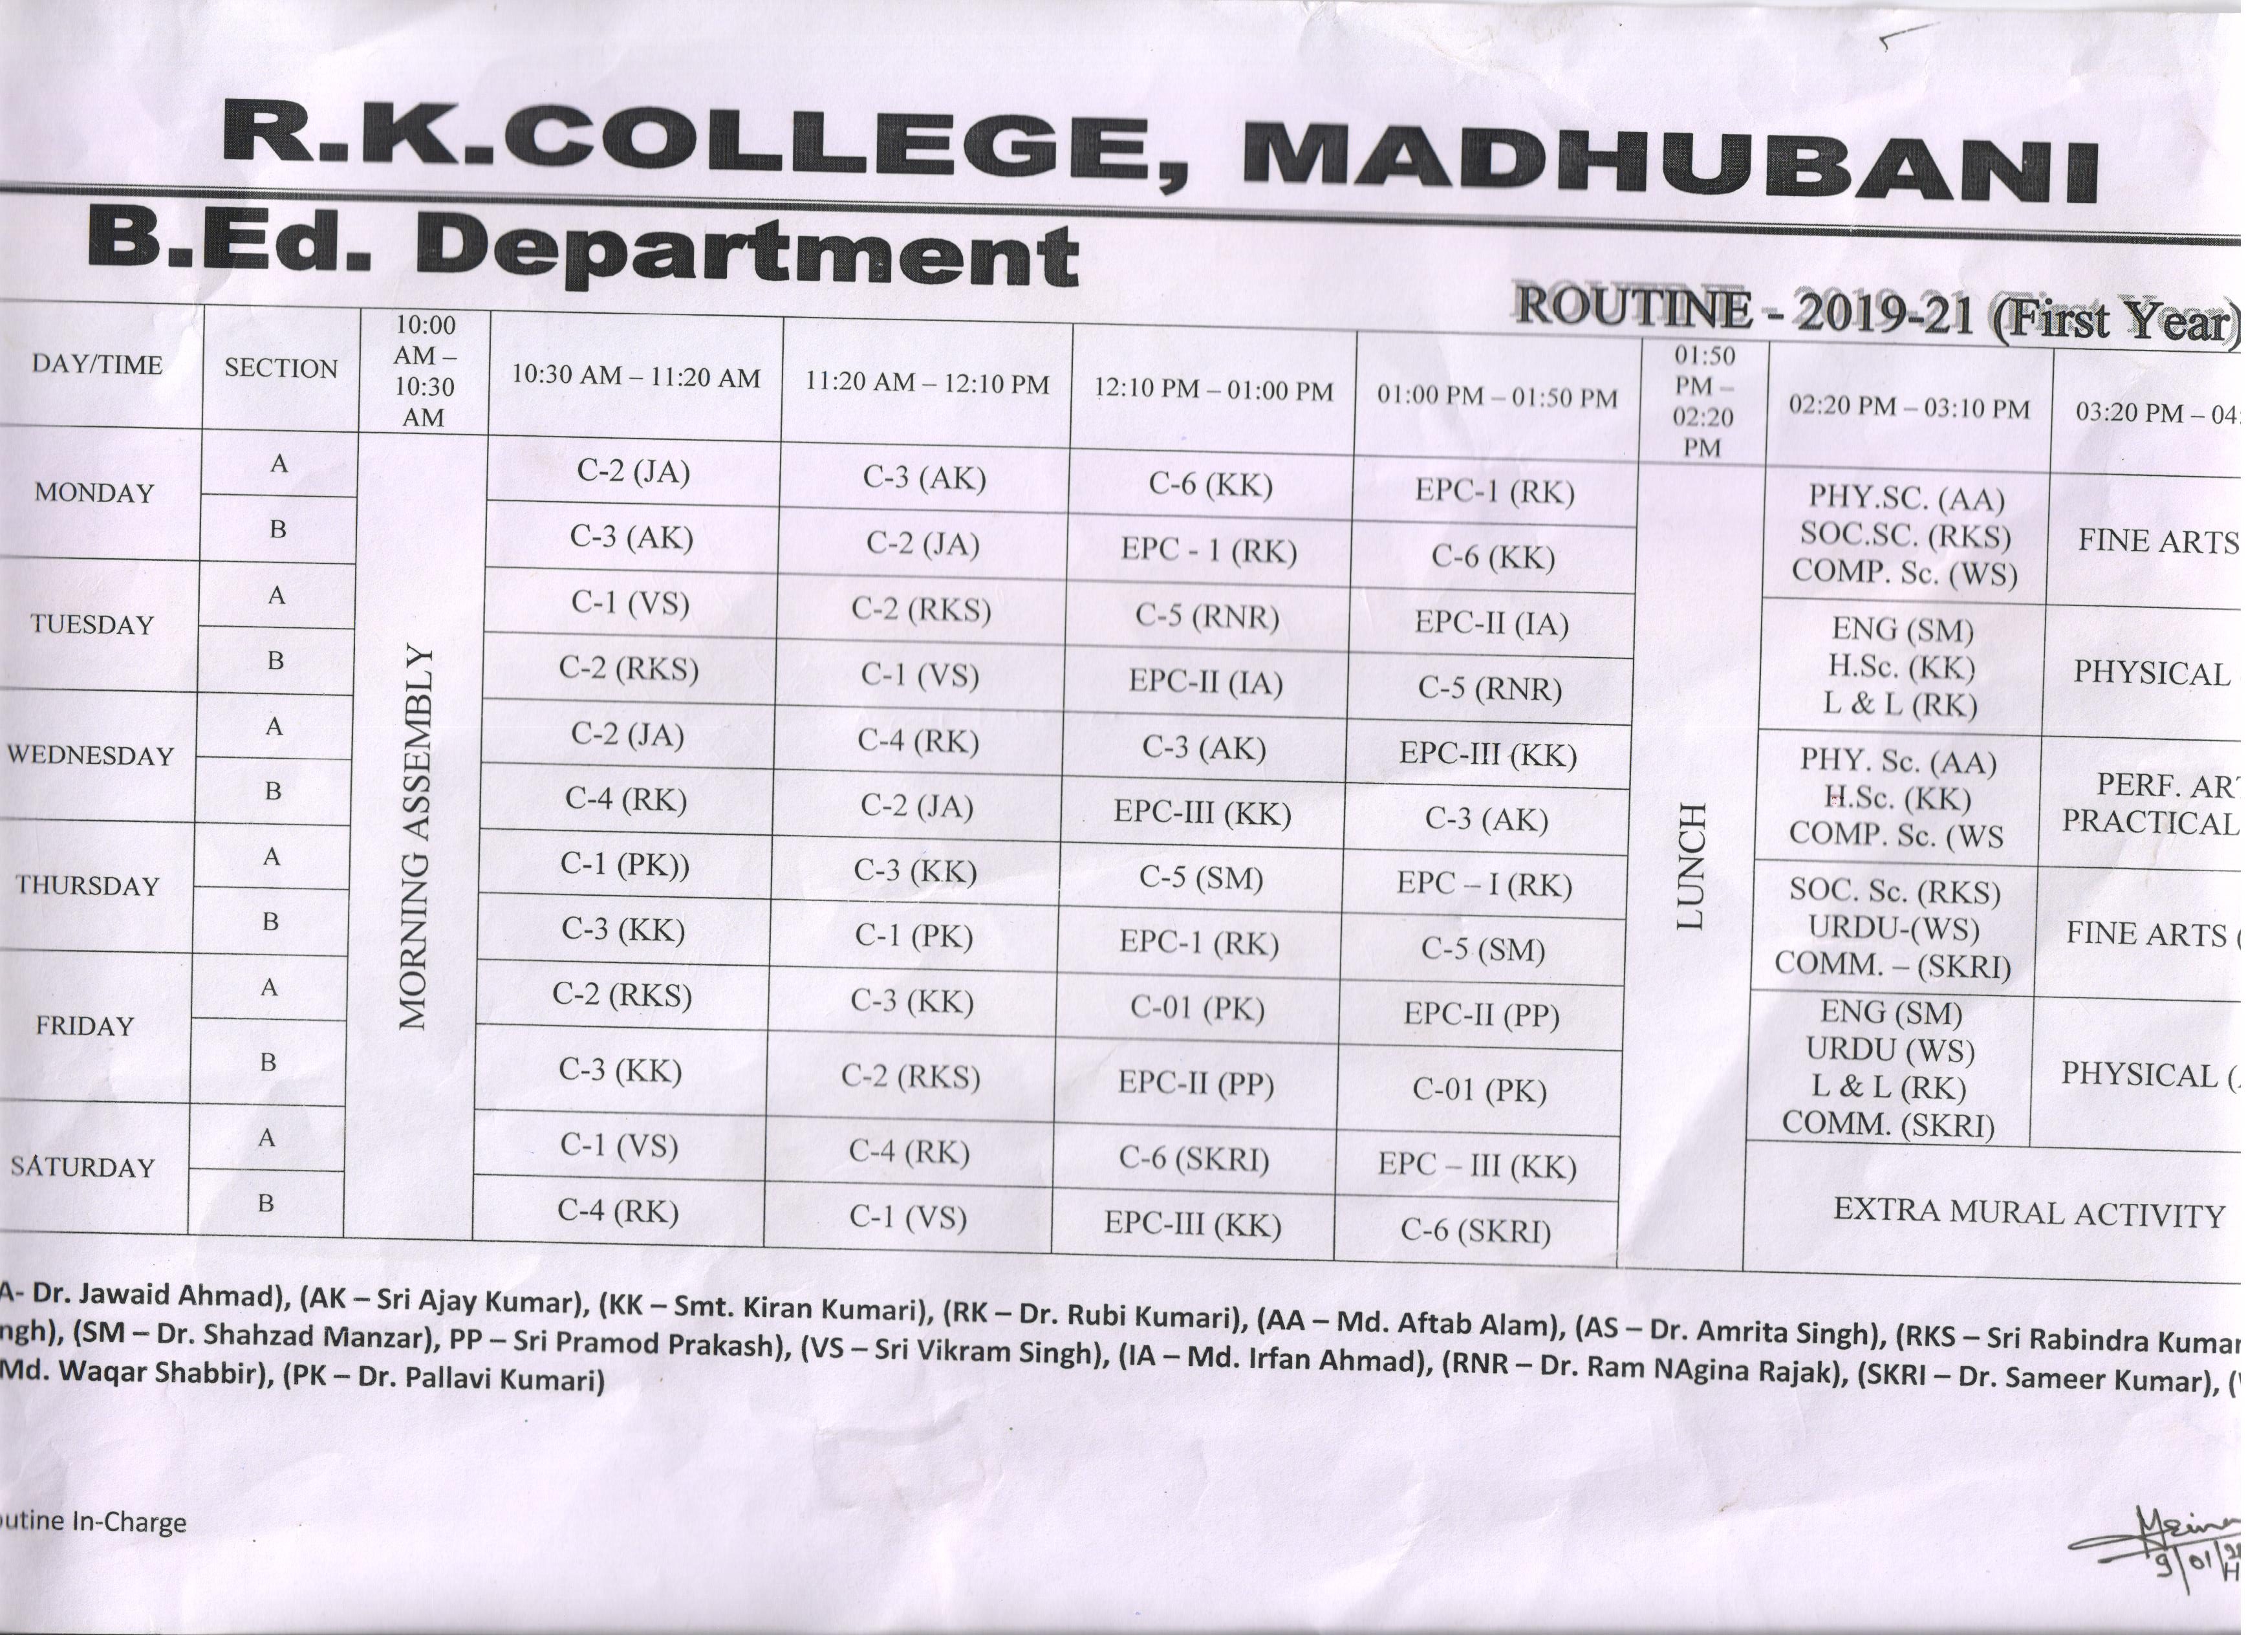 R.K.COLLEGE, MADHUBANI
B.Ed. Department
ROUTINE - 2019-21 (First Year)
DAY/TIME SECTION 10:00 AM – 10:30 AM 10:30 AM – 11:20 AM 11:20 AM – 12:10 PM 12:10 PM – 01:00 PM 01:00 PM – 01:50 PM 01:50 PM – 02:20 PM 02:20 PM – 03:10 PM 03:20 PM – 04
MORNING ASSEMBLY
LUNCH
MONDAY
A C-2 (JA) C-3 (AK) C-6 (KK) EPC-1 (RK)
B C-3 (AK) C-2 (JA) EPC - 1 (RK) C-6 (KK)
PHY.SC. (AA)
SOC.SC. (RKS)
COMP. Sc. (WS)
FINE ARTS
TUESDAY
A C-1 (VS) C-2 (RKS) C-5 (RNR) EPC-II (IA)
B C-2 (RKS) C-1 (VS) EPC-II (IA) C-5 (RNR)
ENG (SM)
H.Sc. (KK)
L & L (RK)
PHYSICAL
WEDNESDAY
A C-2 (JA) C-4 (RK) C-3 (AK) EPC-III (KK)
B C-4 (RK) C-2 (JA) EPC-III (KK) C-3 (AK)
PHY. Sc. (AA)
H.Sc. (KK)
COMP. Sc. (WS
PERF. AR
PRACTICAL
THURSDAY
A C-1 (PK)) C-3 (KK) C-5 (SM) EPC – I (RK)
B C-3 (KK) C-1 (PK) EPC-1 (RK) C-5 (SM)
SOC. Sc. (RKS)
URDU-(WS)
COMM. – (SKRI)
FINE ARTS (
FRIDAY
A C-2 (RKS) C-3 (KK) C-01 (PK) EPC-II (PP)
B C-3 (KK) C-2 (RKS) EPC-II (PP) C-01 (PK)
ENG (SM)
URDU (WS)
L & L (RK)
COMM. (SKRI)
PHYSICAL (
SATURDAY
A C-1 (VS) C-4 (RK) C-6 (SKRI) EPC – III (KK)
B C-4 (RK) C-1 (VS) EPC-III (KK) C-6 (SKRI)
EXTRA MURAL ACTIVITY
A- Dr. Jawaid Ahmad), (AK – Sri Ajay Kumar), (KK – Smt. Kiran Kumari), (RK – Dr. Rubi Kumari), (AA – Md. Aftab Alam), (AS – Dr. Amrita Singh), (RKS – Sri Rabindra Kumar
ngh), (SM – Dr. Shahzad Manzar), PP – Sri Pramod Prakash), (VS – Sri Vikram Singh), (IA – Md. Irfan Ahmad), (RNR – Dr. Ram NAgina Rajak), (SKRI – Dr. Sameer Kumar), (
Md. Waqar Shabbir), (PK – Dr. Pallavi Kumari)
outine In-Charge
9/01/